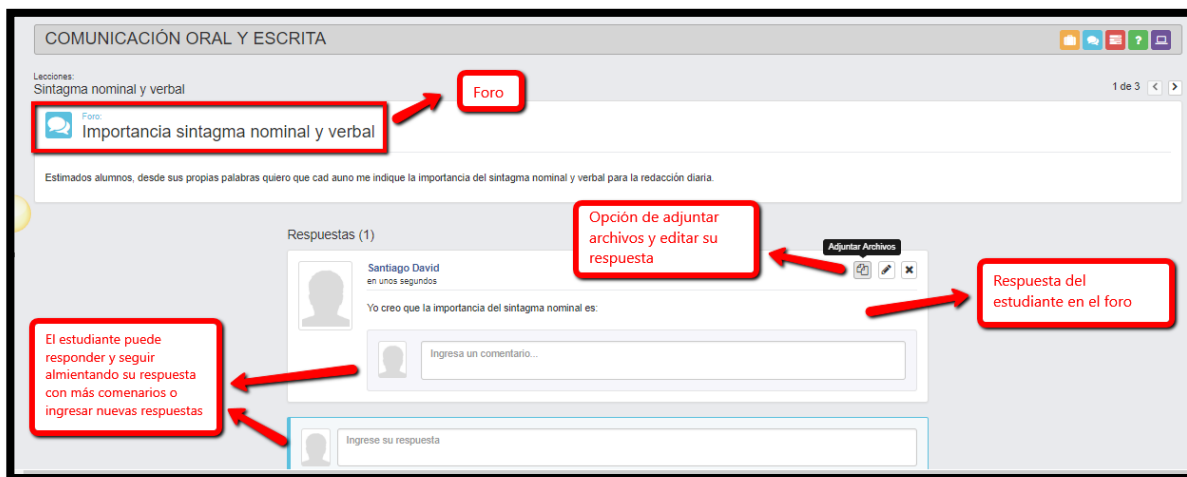 COMUNICACIÓN ORAL Y ESCRITA
?
Lecciones:
Sintagma nominal y verbal
1 de 3 < >
Foro
Foro:
Importancia sintagma nominal y verbal
Estimados alumnos, desde sus propias palabras quiero que cad auno me indique la importancia del sintagma nominal y verbal para la redacción diaria.
Opción de adjuntar
archivos y editar su
respuesta
Respuestas (1)
Adjuntar Archivos
Santiago David
en unos segundos
Respuesta del
estudiante en el foro
Yo creo que la importancia del sintagma nominal es:
El estudiante puede
responder y seguir
almientando su respuesta
con más comenarios o
ingresar nuevas respuestas
Ingresa un comentario...
Ingrese su respuesta